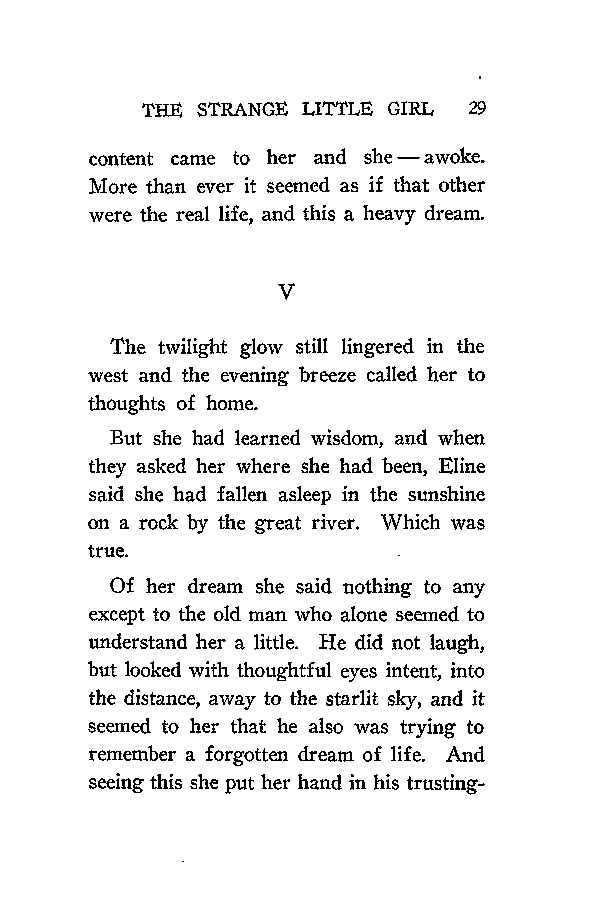 THE STRANGE LITTLE GIRL 29
content came to her and she — awoke.
More than ever it seemed as if that other
were the real life, and this a heavy dream.
V
The twilight glow still lingered in the
west and the evening breeze called her to
thoughts of home.
But she had learned wisdom, and when
they asked her where she had been, Eline
said she had fallen asleep in the sunshine
on a rock by the great river. Which was
true.
Of her dream she said nothing to any
except to the old man who alone seemed to
understand her a little. He did not laugh,
but looked with thoughtful eyes intent, into
the distance, away to the starlit sky, and it
seemed to her that he also was trying to
remember a forgotten dream of life. And
seeing this she put her hand in his trusting-